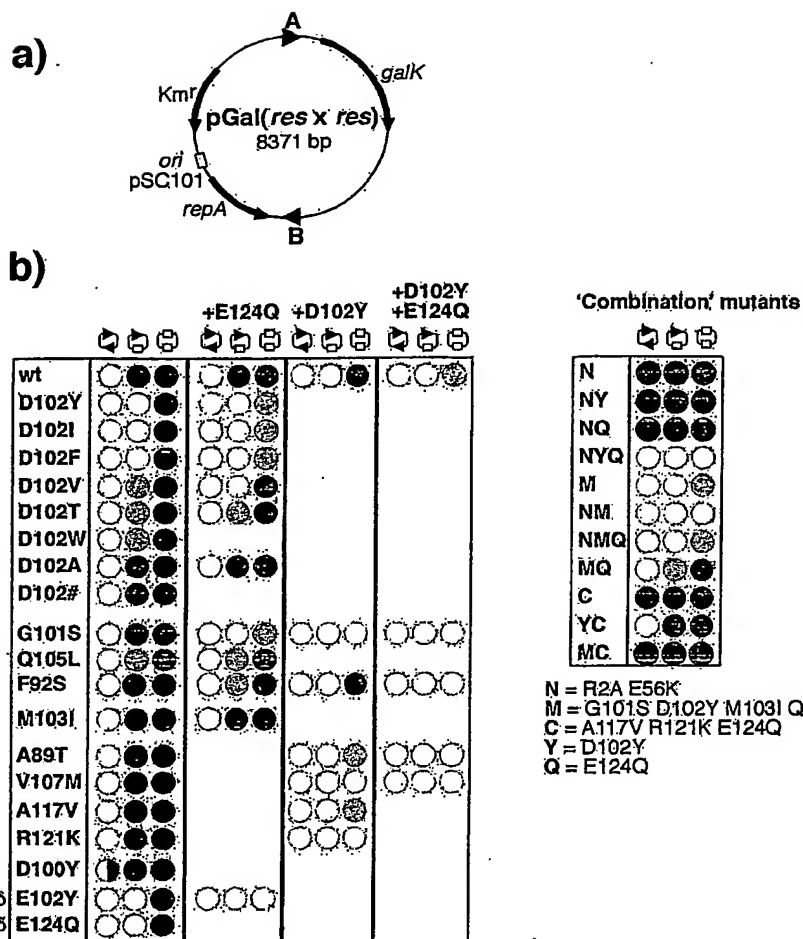 a)
A
galK
Kmr
pGal(res x res)
8371 bp
ori
pSC101
repA
B
b)
+E124Q
+D102Y
+D102Y
+E124Q
'Combination' mutants
wt
D102Y
D102I
D102F
D102V
D102T
D102W
D102A
D102#
G101S
Q105L
F92S
M103I
A89T
V107M
A117V
R121K
D100Y
δ E102Y
δ E124Q
N
NY
NQ
NYQ
M
NM
NMQ
MQ
C
YC
MC
N = R2A E56K
M = G101S D102Y M103I Q
C = A117V R121K E124Q
Y = D102Y
Q = E124Q